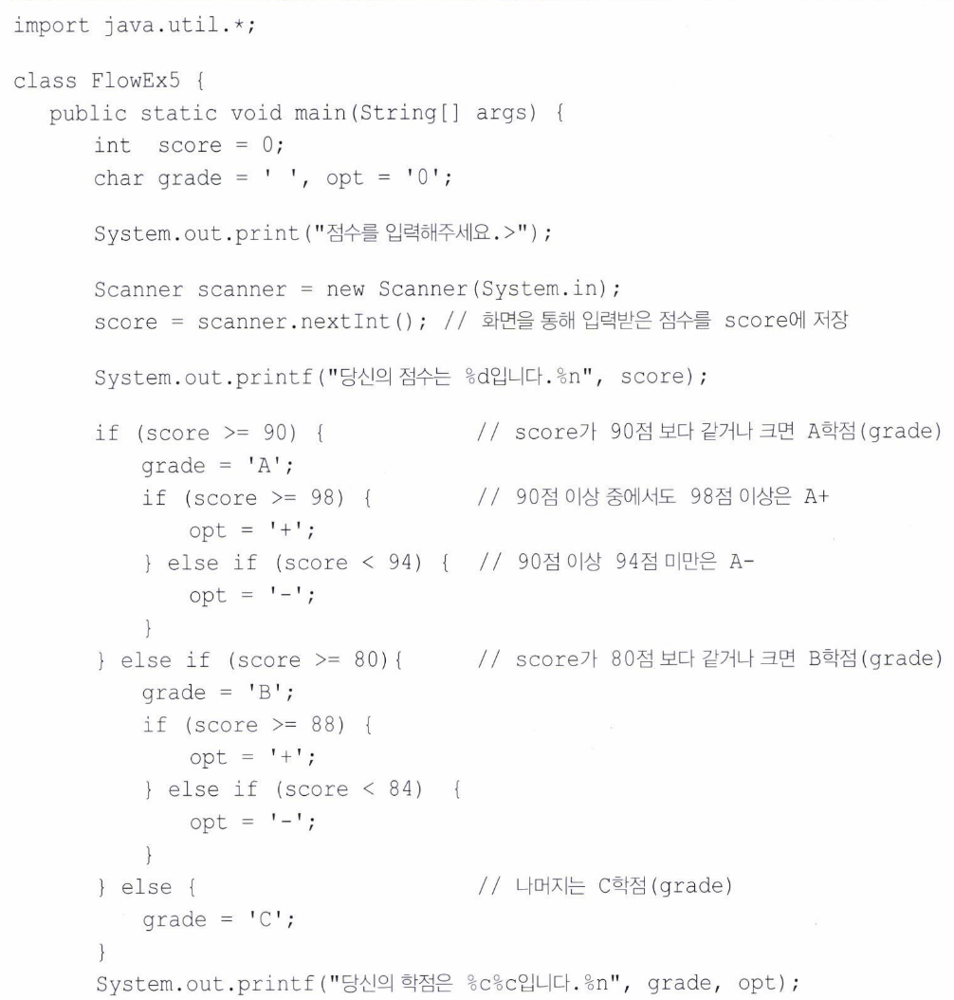 import java.util.*;
class FlowEx5 {
public static void main(String[] args) {
int score = 0;
char grade = ' ', opt = '0';
System.out.print("점수를 입력해주세요.>");
Scanner scanner = new Scanner(System.in);
score = scanner.nextInt(); // 화면을 통해 입력받은 점수를 score에 저장
System.out.printf("당신의 점수는 %d입니다.%n", score);
if (score >= 90) { // score가 90점 보다 같거나 크면 A학점(grade)
grade = 'A';
if (score >= 98) { // 90점 이상 중에서도 98점 이상은 A+
opt = '+';
} else if (score < 94) { // 90점 이상 94점 미만은 A-
opt = '-';
}
} else if (score >= 80){ // score가 80점 보다 같거나 크면 B학점(grade)
grade = 'B';
if (score >= 88) {
opt = '+';
} else if (score < 84) {
opt = '-';
}
} else { // 나머지는 C학점(grade)
grade = 'C';
}
System.out.printf("당신의 학점은 %c%c입니다.%n", grade, opt);